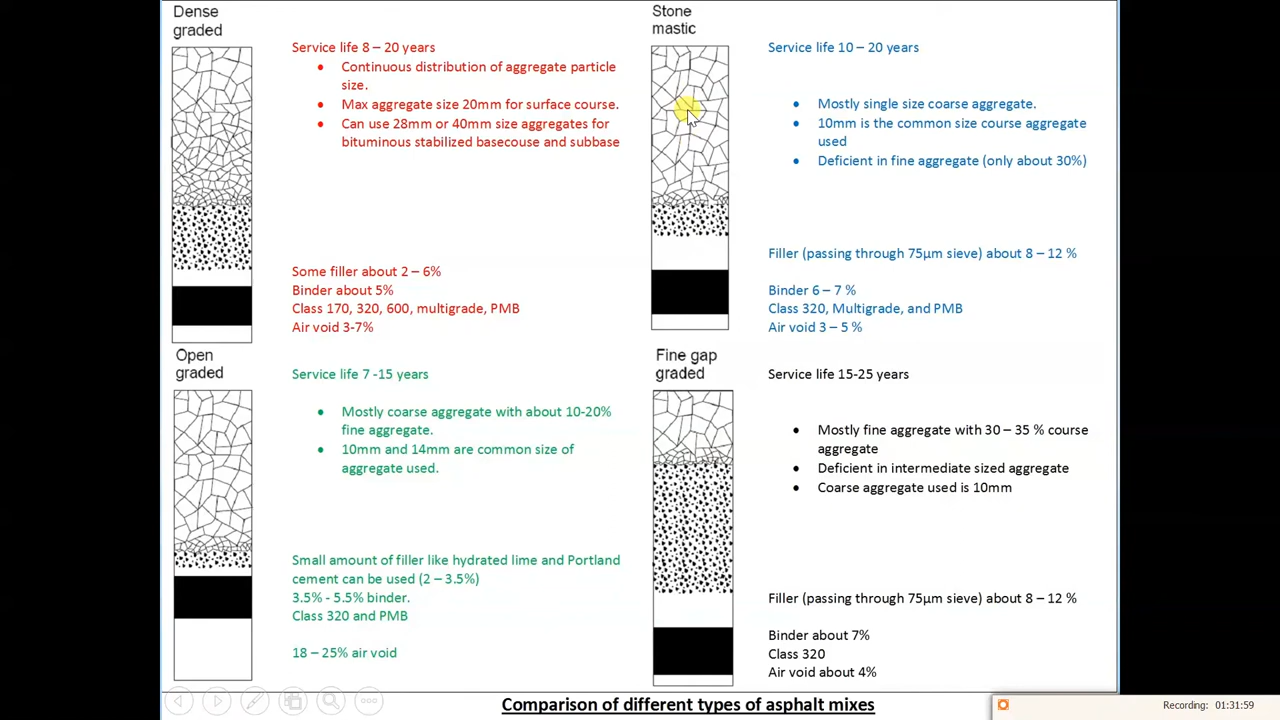 Dense
graded
Service life 8 – 20 years
• Continuous distribution of aggregate particle
size.
• Max aggregate size 20mm for surface course.
• Can use 28mm or 40mm size aggregates for
bituminous stabilized basecouse and subbase
Some filler about 2 – 6%
Binder about 5%
Class 170, 320, 600, multigrade, PMB
Air void 3-7%
Stone
mastic
Service life 10 – 20 years
• Mostly single size coarse aggregate.
• 10mm is the common size course aggregate
used
• Deficient in fine aggregate (only about 30%)
Filler (passing through 75µm sieve) about 8 – 12 %
Binder 6 – 7 %
Class 320, Multigrade, and PMB
Air void 3 – 5 %
Open
graded
Service life 7 -15 years
• Mostly coarse aggregate with about 10-20%
fine aggregate.
• 10mm and 14mm are common size of
aggregate used.
Small amount of filler like hydrated lime and Portland
cement can be used (2 – 3.5%)
3.5% - 5.5% binder.
Class 320 and PMB
18 – 25% air void
Fine gap
graded
Service life 15-25 years
• Mostly fine aggregate with 30 – 35 % course
aggregate
• Deficient in intermediate sized aggregate
• Coarse aggregate used is 10mm
Filler (passing through 75µm sieve) about 8 – 12 %
Binder about 7%
Class 320
Air void about 4%
Comparison of different types of asphalt mixes
Recording: 01:31:59